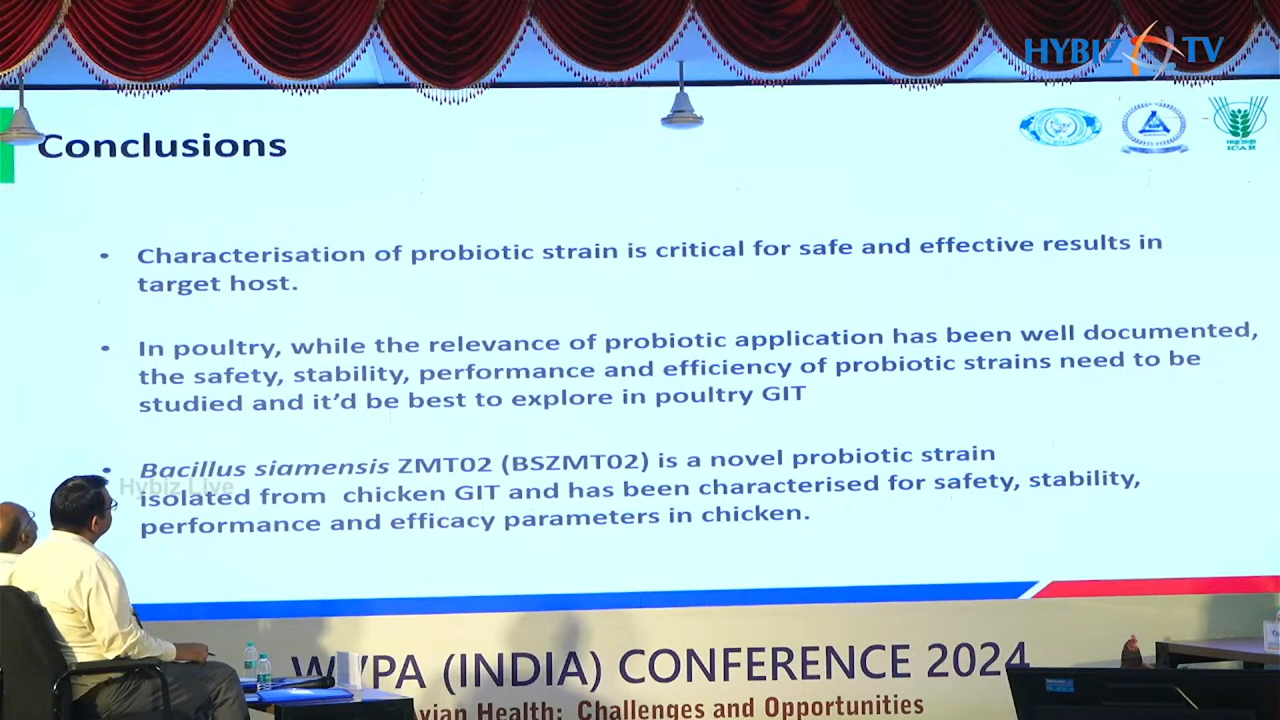 HYBIZ TV
Conclusions
ICAR
• Characterisation of probiotic strain is critical for safe and effective results in
target host.
• In poultry, while the relevance of probiotic application has been well documented,
the safety, stability, performance and efficiency of probiotic strains need to be
studied and it'd be best to explore in poultry GIT
• Bacillus siamensis ZMT02 (BSZMT02) is a novel probiotic strain
Hybiz Live
isolated from chicken GIT and has been characterised for safety, stability,
performance and efficacy parameters in chicken.
(INDIA) CONFERENCE 2024
Health: Challenges and Opportunities